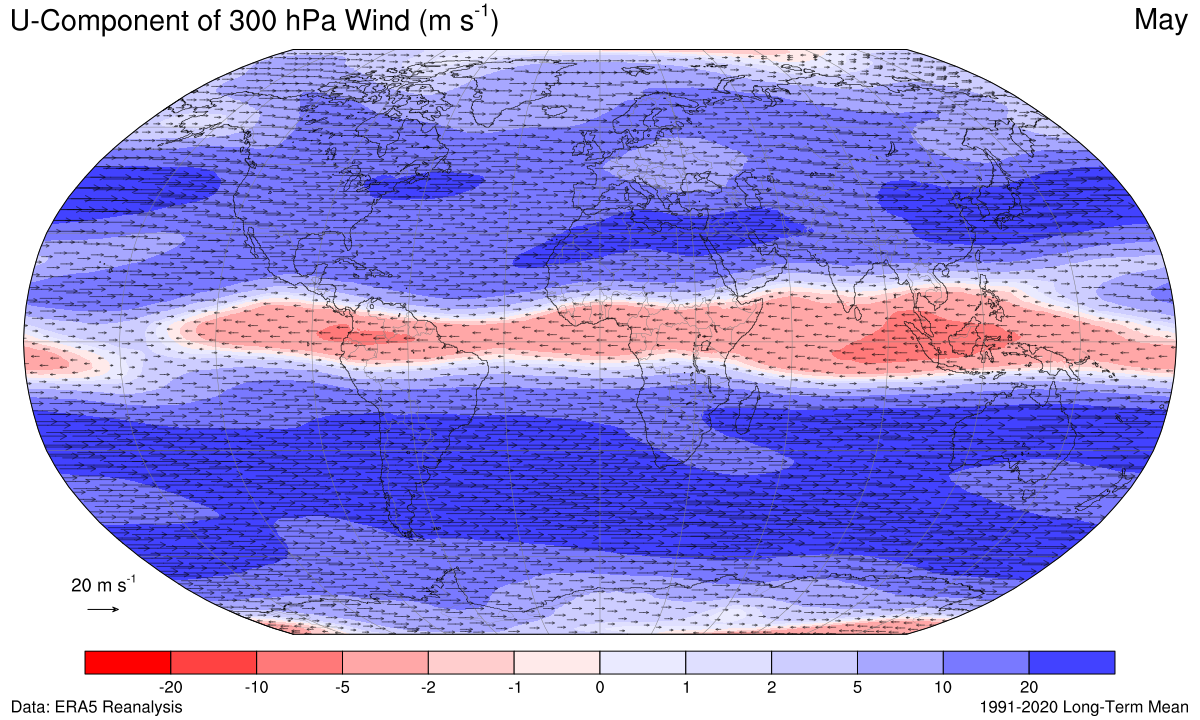 U-Component of 300 hPa Wind (m s⁻¹) May
20 m s⁻¹
-20 -10 -5 -2 -1 0 1 2 5 10 20
Data: ERA5 Reanalysis 1991-2020 Long-Term Mean